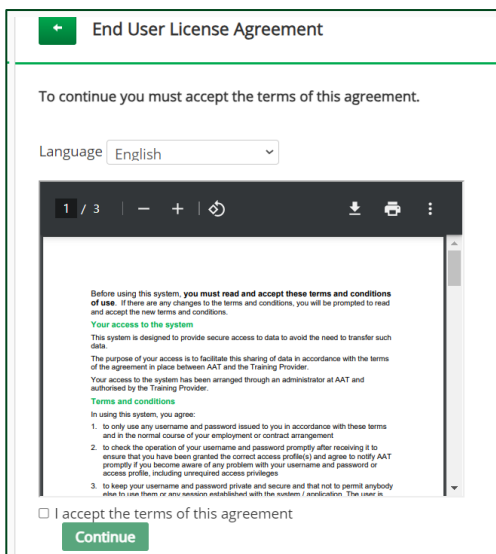 End User License Agreement
To continue you must accept the terms of this agreement.
Language English
1 / 3
Before using this system, you must read and accept these terms and conditions
of use. If there are any changes to the terms and conditions, you will be prompted to read
and accept the new terms and conditions.
Your access to the system
This system is designed to provide secure access to data to avoid the need to transfer such
data.
The purpose of your access is to facilitate this sharing of data in accordance with the terms
of the agreement in place between AAT and the Training Provider.
Your access to the system has been arranged through an administrator at AAT and
authorised by the Training Provider.
Terms and conditions
In using this system, you agree:
1. to only use any username and password issued to you in accordance with these terms
and in the normal course of your employment or contract arrangement
2. to check the operation of your username and password promptly after receiving it to
ensure that you have been granted the correct access profile(s) and agree to notify AAT
promptly if you become aware of any problem with your username and password or
access profile, including unrequired access privileges
3. to keep your username and password private and secure and that not to permit anybody
else to use them or any session established with the system / application. The user is
I accept the terms of this agreement
Continue